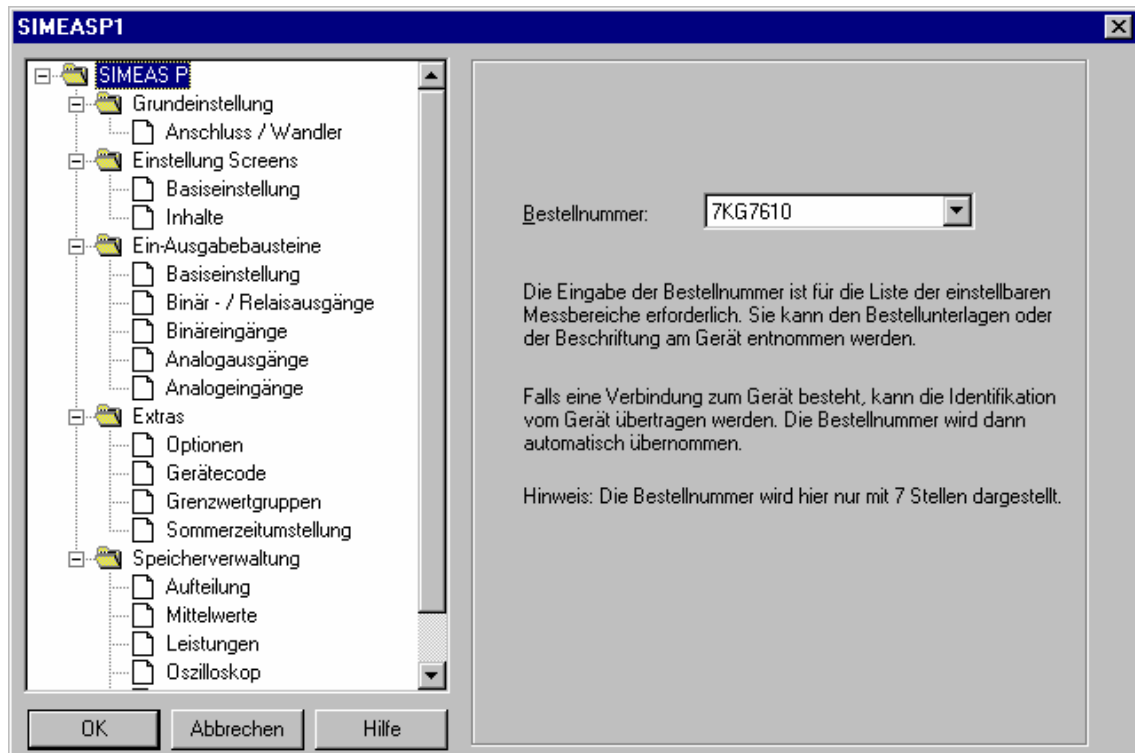 SIMEASP1
SIMEAS P
Grundeinstellung
Anschluss / Wandler
Einstellung Screens
Basiseinstellung
Inhalte
Ein-Ausgabebausteine
Basiseinstellung
Binär - / Relaisausgänge
Binäreingänge
Analogausgänge
Analogeingänge
Extras
Optionen
Gerätecode
Grenzwertgruppen
Sommerzeitumstellung
Speicherverwaltung
Aufteilung
Mittelwerte
Leistungen
Oszilloskop
OK
Abbrechen
Hilfe
Bestellnummer:
7KG7610
Die Eingabe der Bestellnummer ist für die Liste der einstellbaren
Messbereiche erforderlich. Sie kann den Bestellunterlagen oder
der Beschriftung am Gerät entnommen werden.
Falls eine Verbindung zum Gerät besteht, kann die Identifikation
vom Gerät übertragen werden. Die Bestellnummer wird dann
automatisch übernommen.
Hinweis: Die Bestellnummer wird hier nur mit 7 Stellen dargestellt.